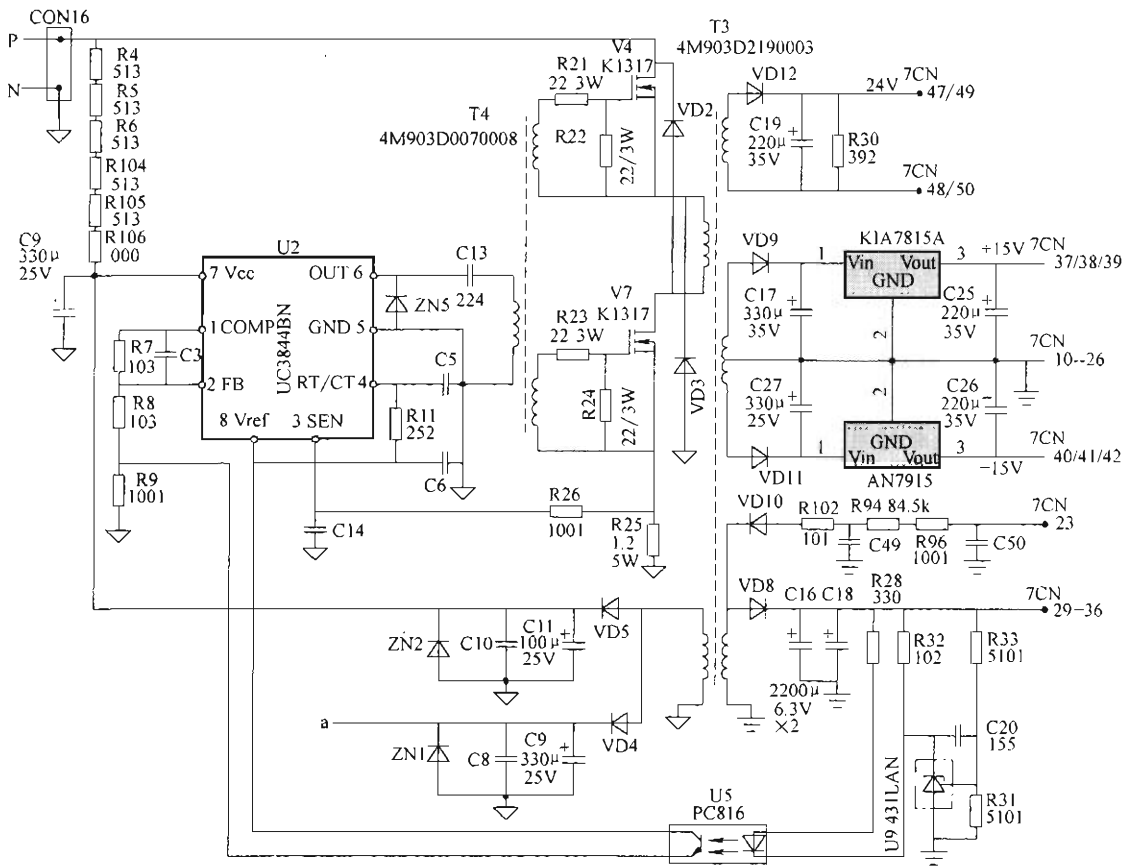 CON16
P
N
R4
513
R5
513
R6
513
R104
513
R105
513
R106
000
C9
330μ
25V
U2
7 Vcc
OUT 6
1 COMP
GND 5
UC3844BN
2 FB
RT/CT 4
8 Vref
3 SEN
R7
103
C3
R8
103
R9
1001
C13
224
ZN5
C5
R11
252
C6
C14
T4
4M903D0070008
R21
22 3W
R22
22/3W
V4
K1317
VD2
R23
22 3W
R24
22/3W
V7
K1317
VD3
R26
1001
R25
1.2
5W
T3
4M903D2190003
VD12
24V
7CN
47/49
C19
220μ
35V
R30
392
7CN
48/50
VD9
1
K1A7815A
Vin
Vout
GND
3
+15V
7CN
37/38/39
C17
330μ
35V
2
C25
220μ
35V
7CN
10--26
C27
330μ
25V
2
C26
220μ
35V
VD11
1
GND
Vin
Vout
AN7915
3
-15V
7CN
40/41/42
VD10
R102
101
R94 84.5k
C49
R96
1001
C50
7CN
23
VD8
C16
C18
2200μ
6.3V
×2
R28
330
R32
102
R33
5101
7CN
29-36
ZN2
C10
C11
100μ
25V
VD5
a
ZN1
C8
C9
330μ
25V
VD4
U5
PC816
U9 431LAN
C20
155
R31
5101